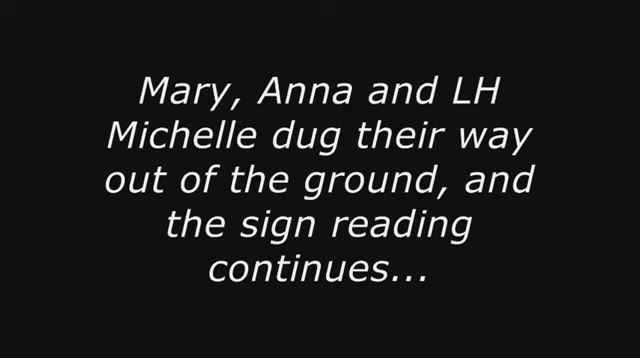 Mary, Anna and LH
Michelle dug their way
out of the ground, and
the sign reading
continues...